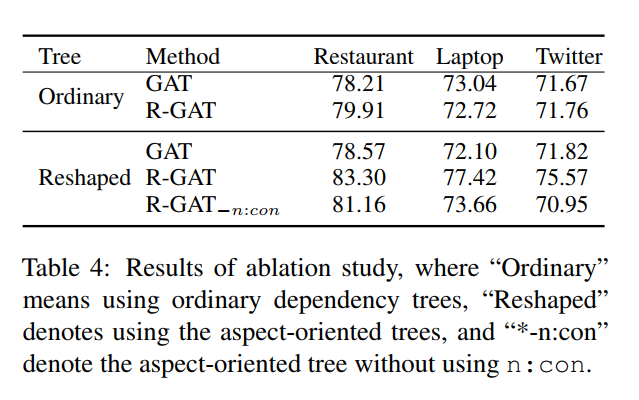 Tree Method Restaurant Laptop Twitter
Ordinary GAT 78.21 73.04 71.67
R-GAT 79.91 72.72 71.76
Reshaped GAT 78.57 72.10 71.82
R-GAT 83.30 77.42 75.57
R-GAT-n:con 81.16 73.66 70.95
Table 4: Results of ablation study, where “Ordinary”
means using ordinary dependency trees, “Reshaped”
denotes using the aspect-oriented trees, and “*-n:con”
denote the aspect-oriented tree without using n:con.